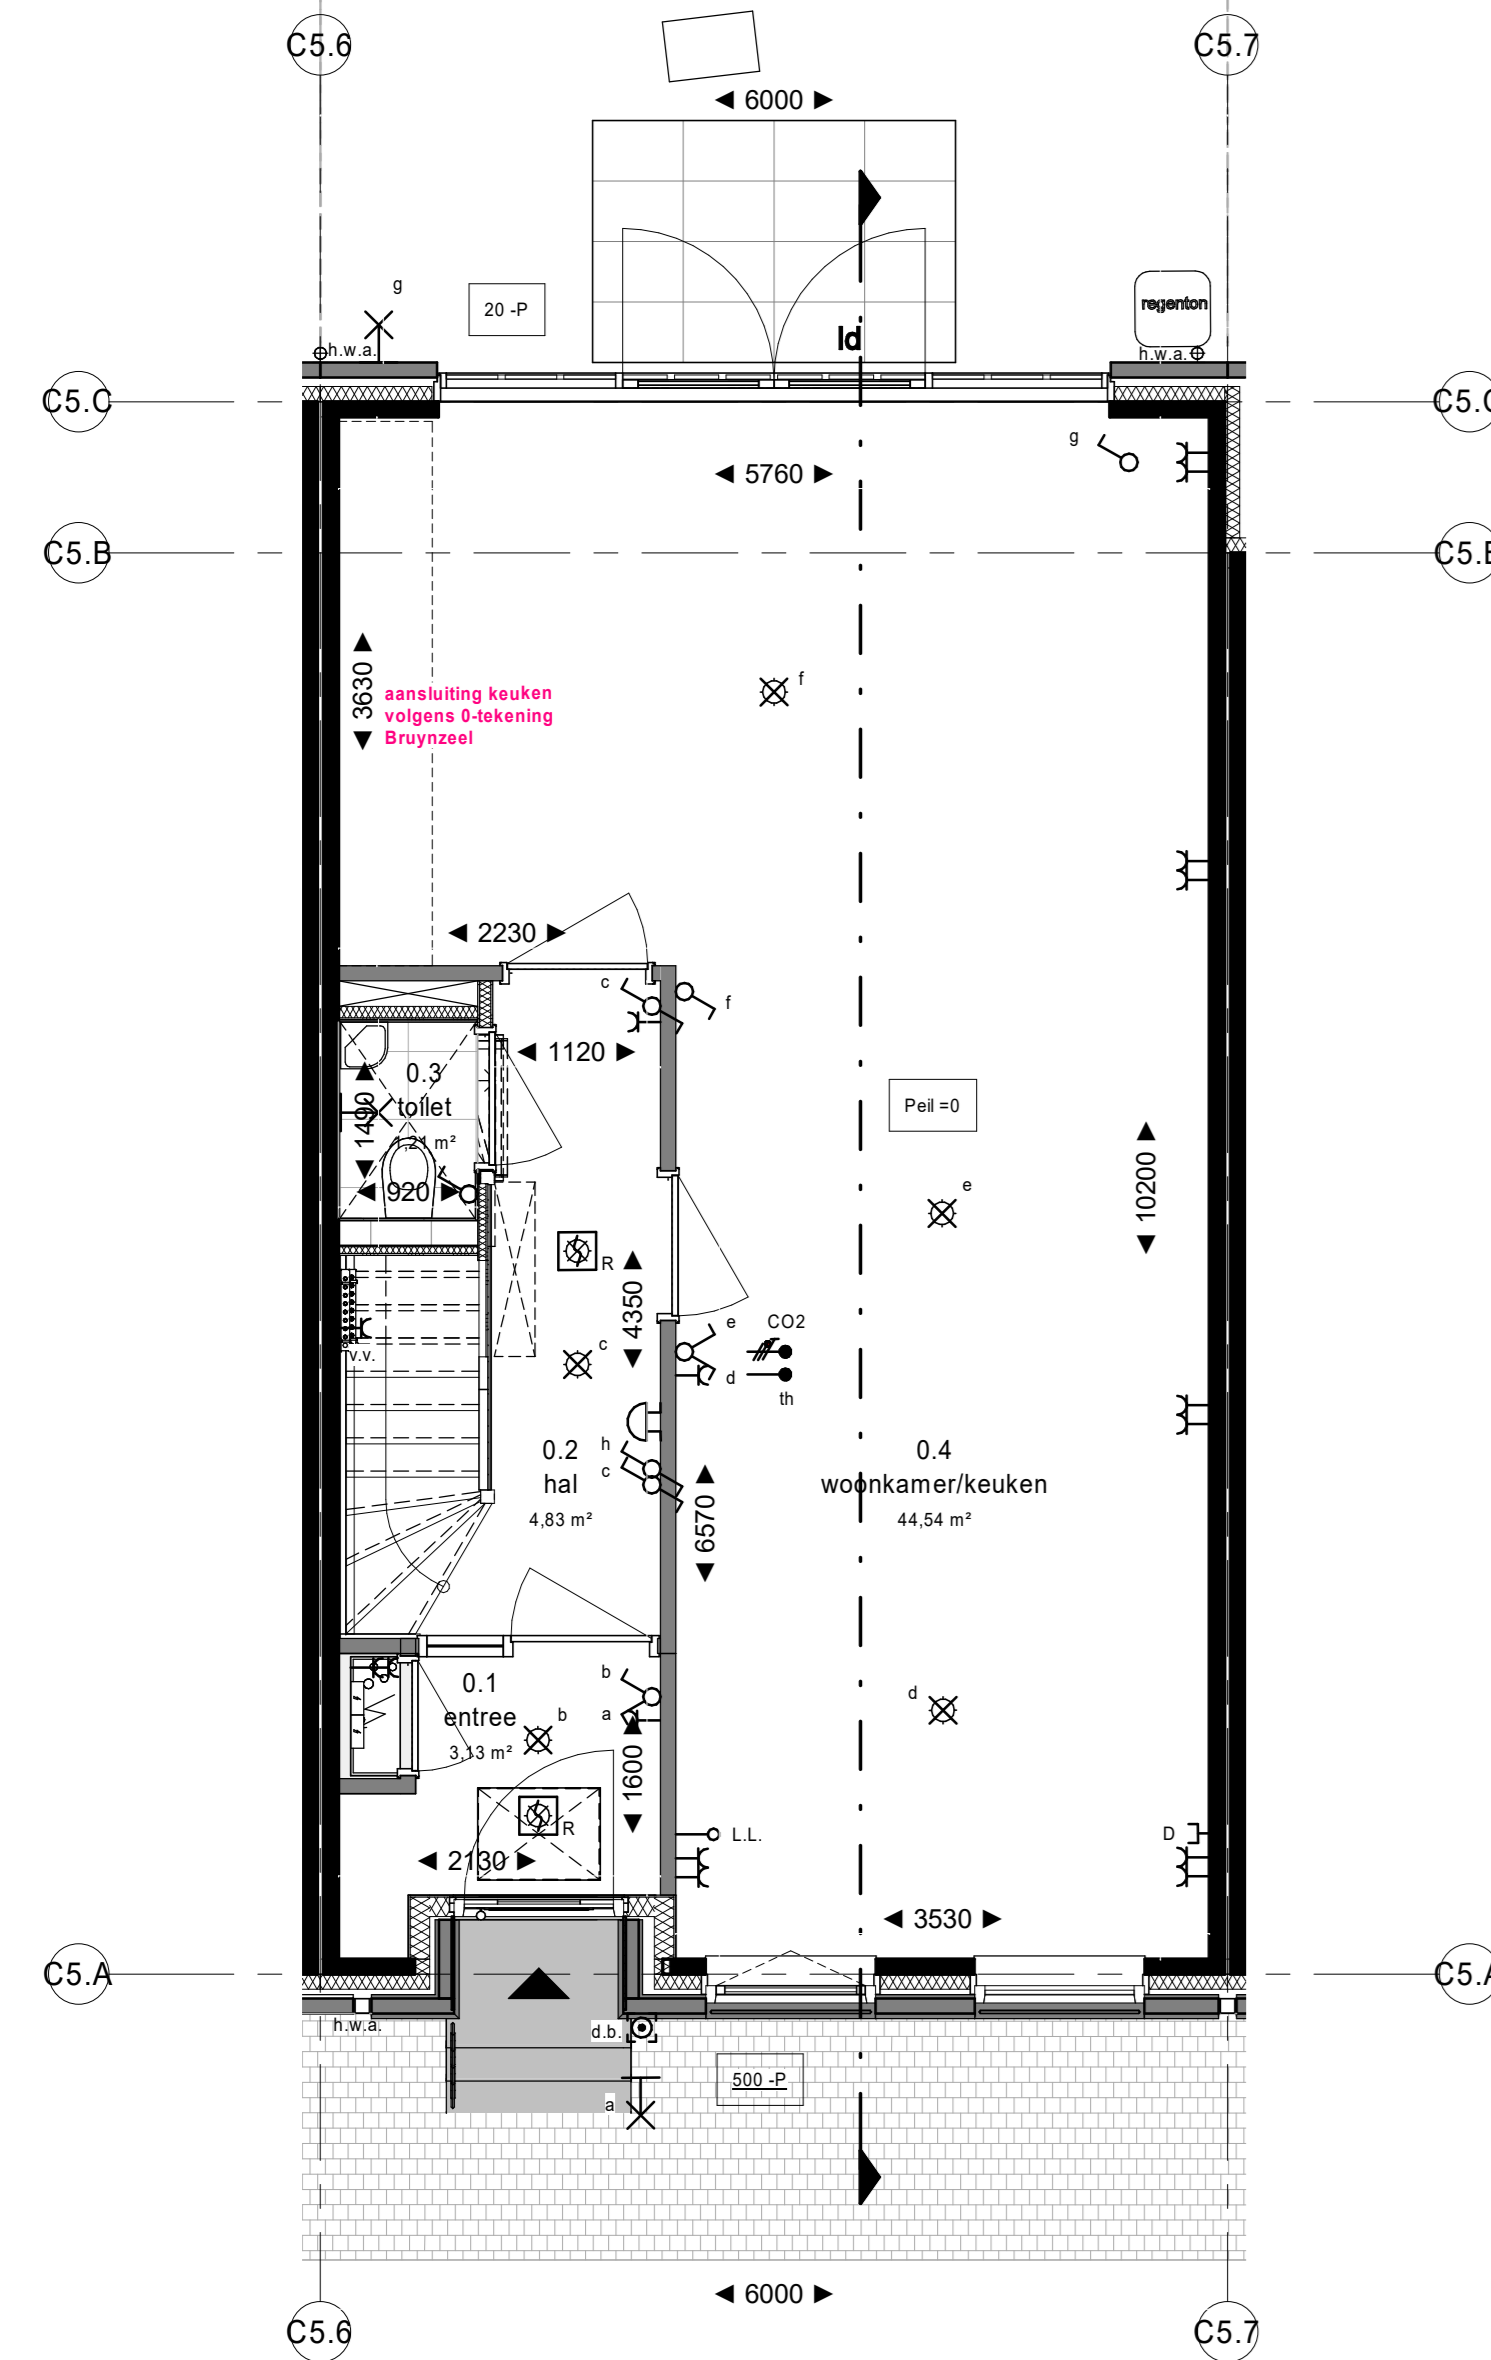 C5.6
C5.7
6000
g
20 -P
Id
regenton
h.w.a.
h.w.a.
C5.C
C5.C
g
5760
C5.B
C5.B
3630
aansluiting keuken
volgens 0-tekening
Bruynzeel
f
2230
c
f
1120
0.3
toilet
1,21 m²
1490
x
920
Peil =0
10200
e
R
4350
c
e
CO2
d
th
v.v.
0.2
hal
4,83 m²
h
c
6570
0.4
woonkamer/keuken
44,54 m²
0.1
entree
3,13 m²
b
b
a
d
1600
R
L.L.
D
2130
3530
C5.A
C5.A
h.w.a.
d.b.
500 -P
a
6000
C5.6
C5.7